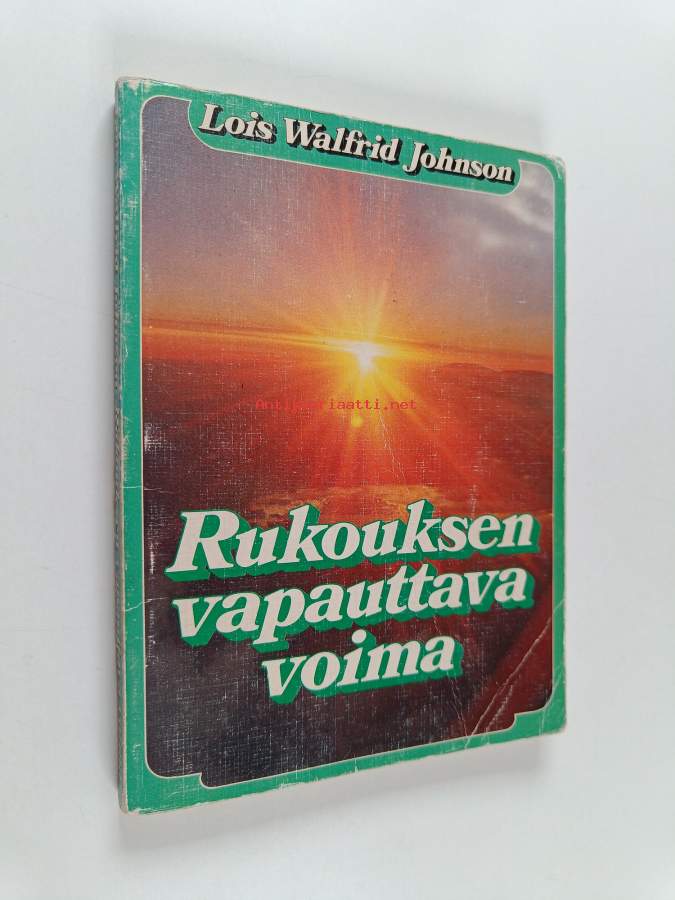 Lois Walfrid Johnson
Antikvariaatti.net
Rukouksen
vapauttava
voima